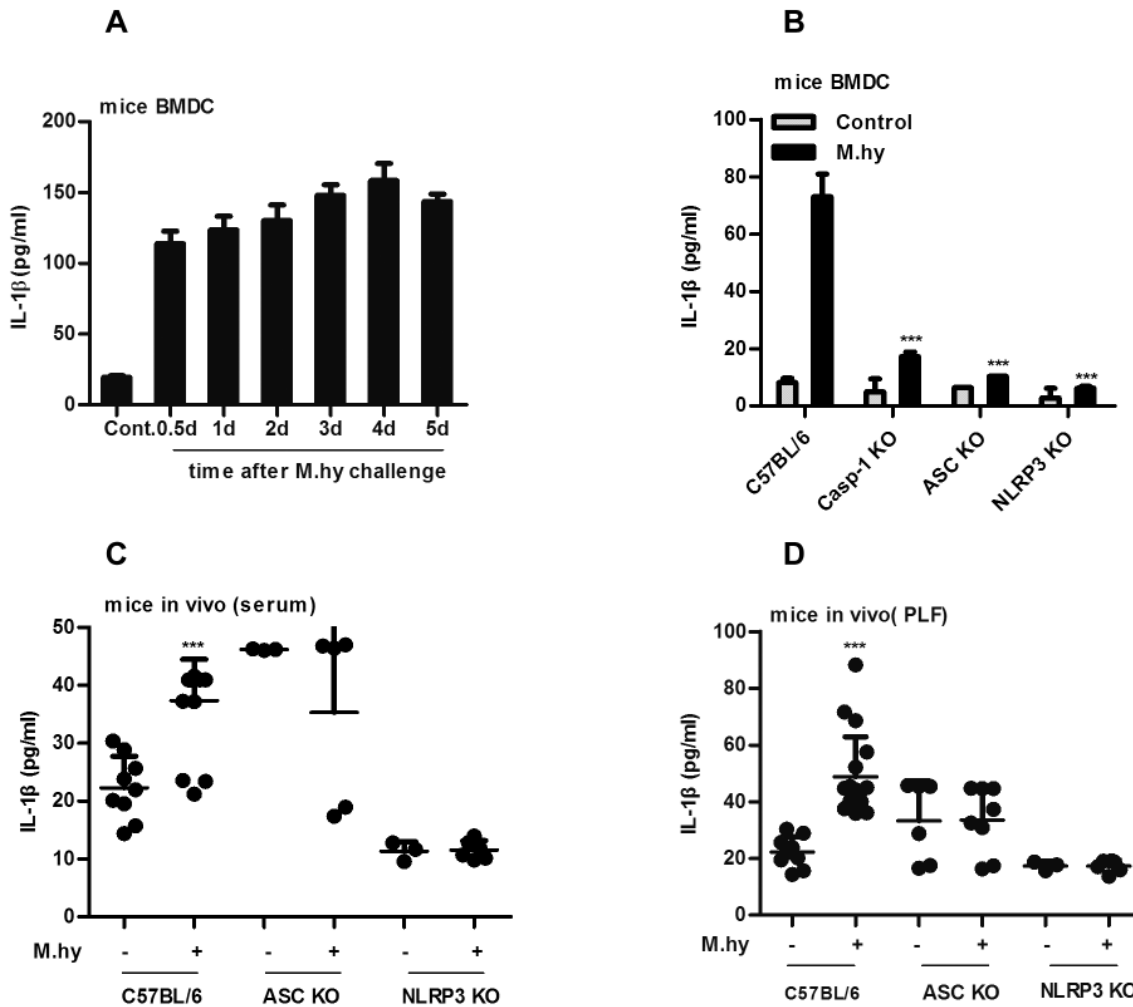 A
mice BMDC
IL-1β (pg/ml)
200
150
100
50
0
Cont. 0.5d 1d 2d 3d 4d 5d
time after M.hy challenge
B
mice BMDC
Control
M.hy
IL-1β (pg/ml)
100
80
60
40
20
0
***
***
***
C57BL/6
Casp-1 KO
ASC KO
NLRP3 KO
C
mice in vivo (serum)
IL-1β (pg/ml)
50
40
30
20
10
0
***
M.hy - + - + - +
C57BL/6 ASC KO NLRP3 KO
D
mice in vivo( PLF)
IL-1β (pg/ml)
100
80
60
40
20
0
***
M.hy - + - + - +
C57BL/6 ASC KO NLRP3 KO